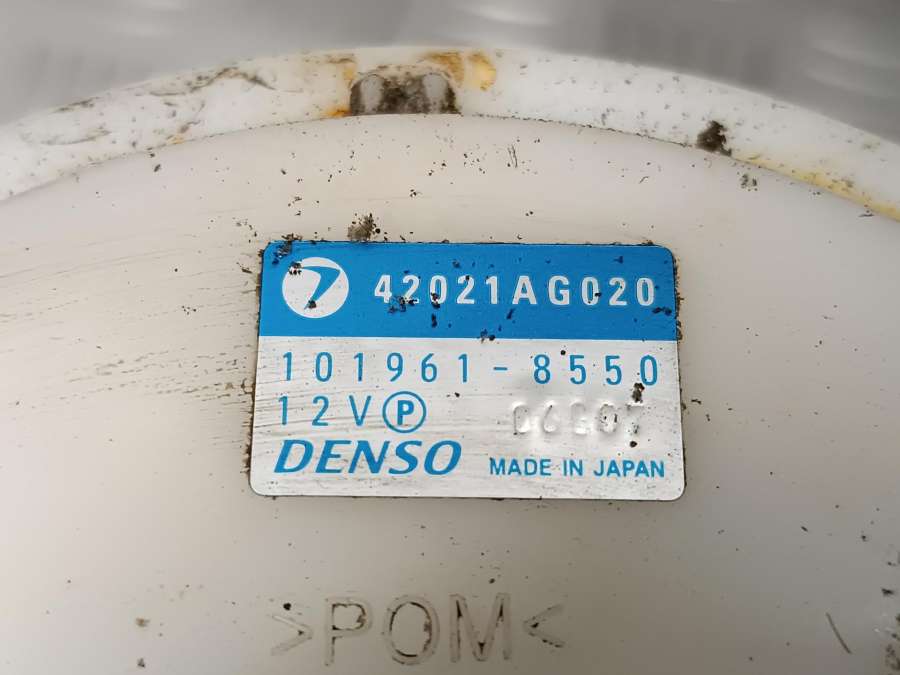 42021AG020
101961-8550
12V P
DENSO MADE IN JAPAN
>POM<